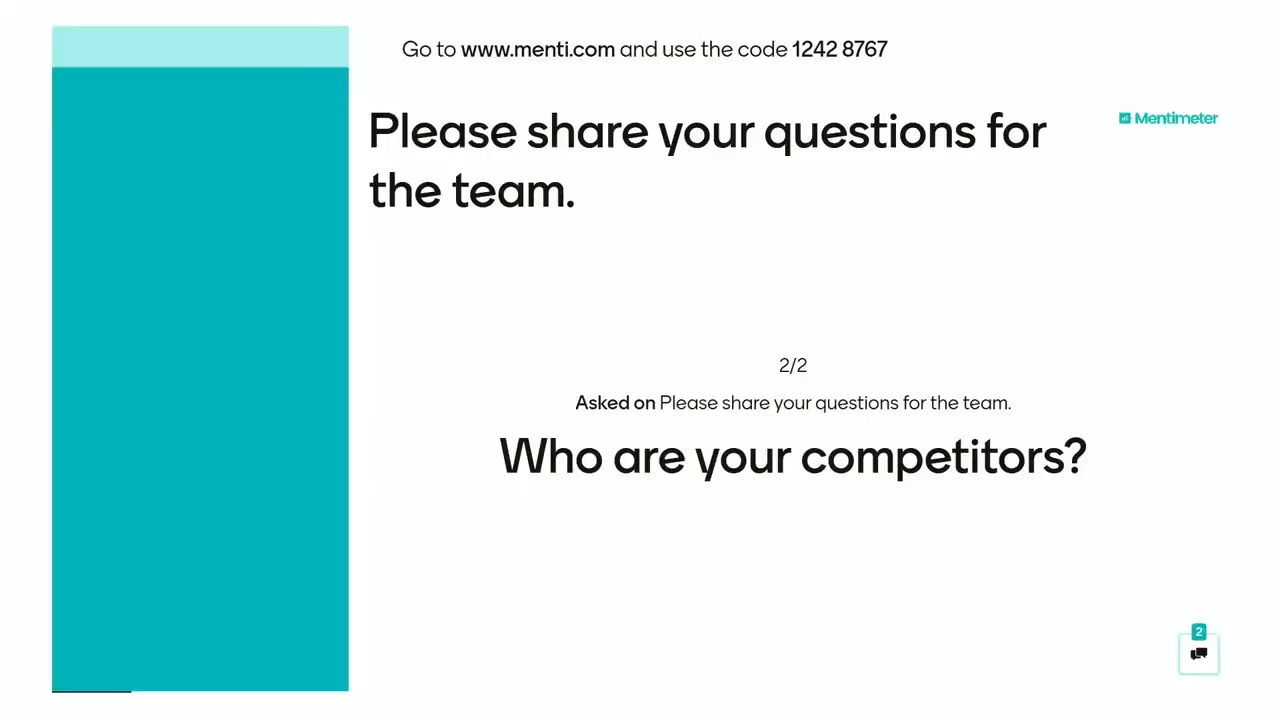 Go to www.menti.com and use the code 1242 8767
Please share your questions for
the team.
Mentimeter
2/2
Asked on Please share your questions for the team.
Who are your competitors?
2